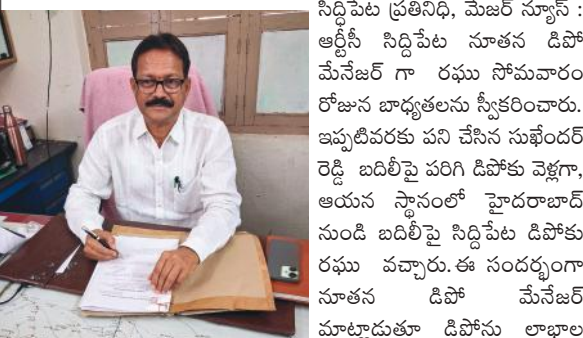 సిద్ధిపేట ప్రతినిధి, మేజర్ న్యూస్ :
ఆర్టీసీ సిద్దిపేట నూతన డిపో
మేనేజర్ గా రఘు సోమవారం
రోజున బాధ్యతలను స్వీకరించారు.
ఇప్పటివరకు పని చేసిన సుఖేందర్
రెడ్డి బదిలీపై పరిగి డిపోకు వెళ్లగా,
ఆయన స్థానంలో హైదరాబాద్
నుండి బదిలీపై సిద్దిపేట డిపోకు
రఘు వచ్చారు. ఈ సందర్భంగా
నూతన డిపో మేనేజర్
మాట్లాడుతూ డిపోను లాభాల